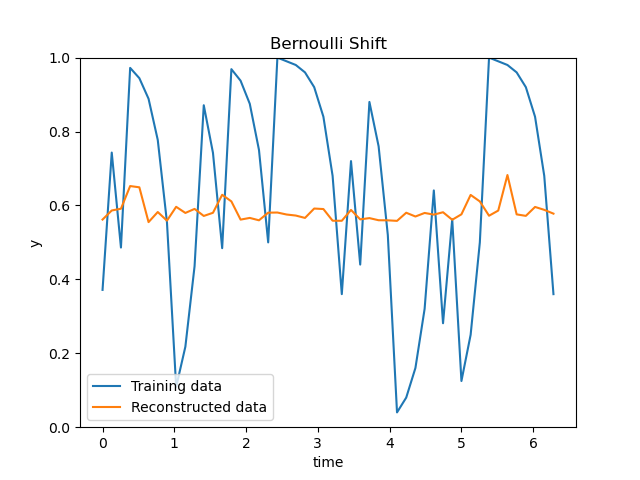 Bernoulli Shift
1.0
0.8
0.6
0.4
0.2
0.0
y
Training data
Reconstructed data
0 1 2 3 4 5 6
time